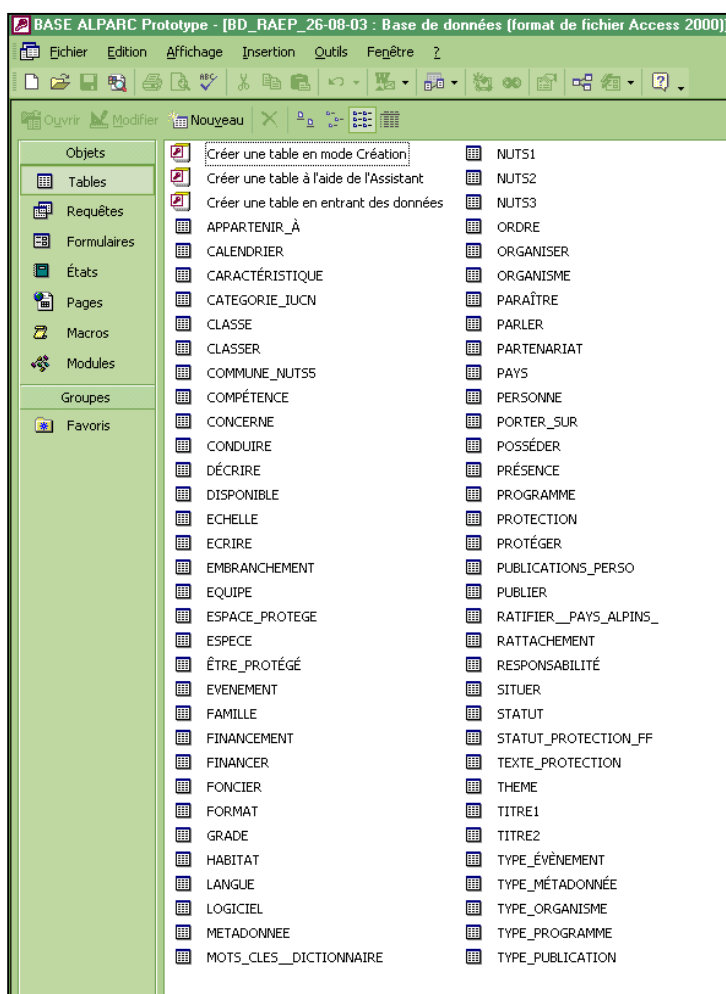 BASE ALPARC Prototype - [BD_RAEP_26-08-03 : Base de données (format de fichier Access 2000)]
Fichier Edition Affichage Insertion Outils Fenêtre ?
Ouvrir Modifier Nouveau
Objets
Tables
Requêtes
Formulaires
États
Pages
Macros
Modules
Groupes
Favoris
Créer une table en mode Création
Créer une table à l'aide de l'Assistant
Créer une table en entrant des données
APPARTENIR_À
CALENDRIER
CARACTÉRISTIQUE
CATEGORIE_IUCN
CLASSE
CLASSER
COMMUNE_NUTS5
COMPÉTENCE
CONCERNE
CONDUIRE
DÉCRIRE
DISPONIBLE
ECHELLE
ECRIRE
EMBRANCHEMENT
EQUIPE
ESPACE_PROTEGE
ESPECE
ÊTRE_PROTÉGÉ
EVENEMENT
FAMILLE
FINANCEMENT
FINANCER
FONCIER
FORMAT
GRADE
HABITAT
LANGUE
LOGICIEL
METADONNEE
MOTS_CLES__DICTIONNAIRE
NUTS1
NUTS2
NUTS3
ORDRE
ORGANISER
ORGANISME
PARAÎTRE
PARLER
PARTENARIAT
PAYS
PERSONNE
PORTER_SUR
POSSÉDER
PRÉSENCE
PROGRAMME
PROTECTION
PROTÉGER
PUBLICATIONS_PERSO
PUBLIER
RATIFIER__PAYS_ALPINS_
RATTACHEMENT
RESPONSABILITÉ
SITUER
STATUT
STATUT_PROTECTION_FF
TEXTE_PROTECTION
THEME
TITRE1
TITRE2
TYPE_ÉVÈNEMENT
TYPE_MÉTADONNÉE
TYPE_ORGANISME
TYPE_PROGRAMME
TYPE_PUBLICATION